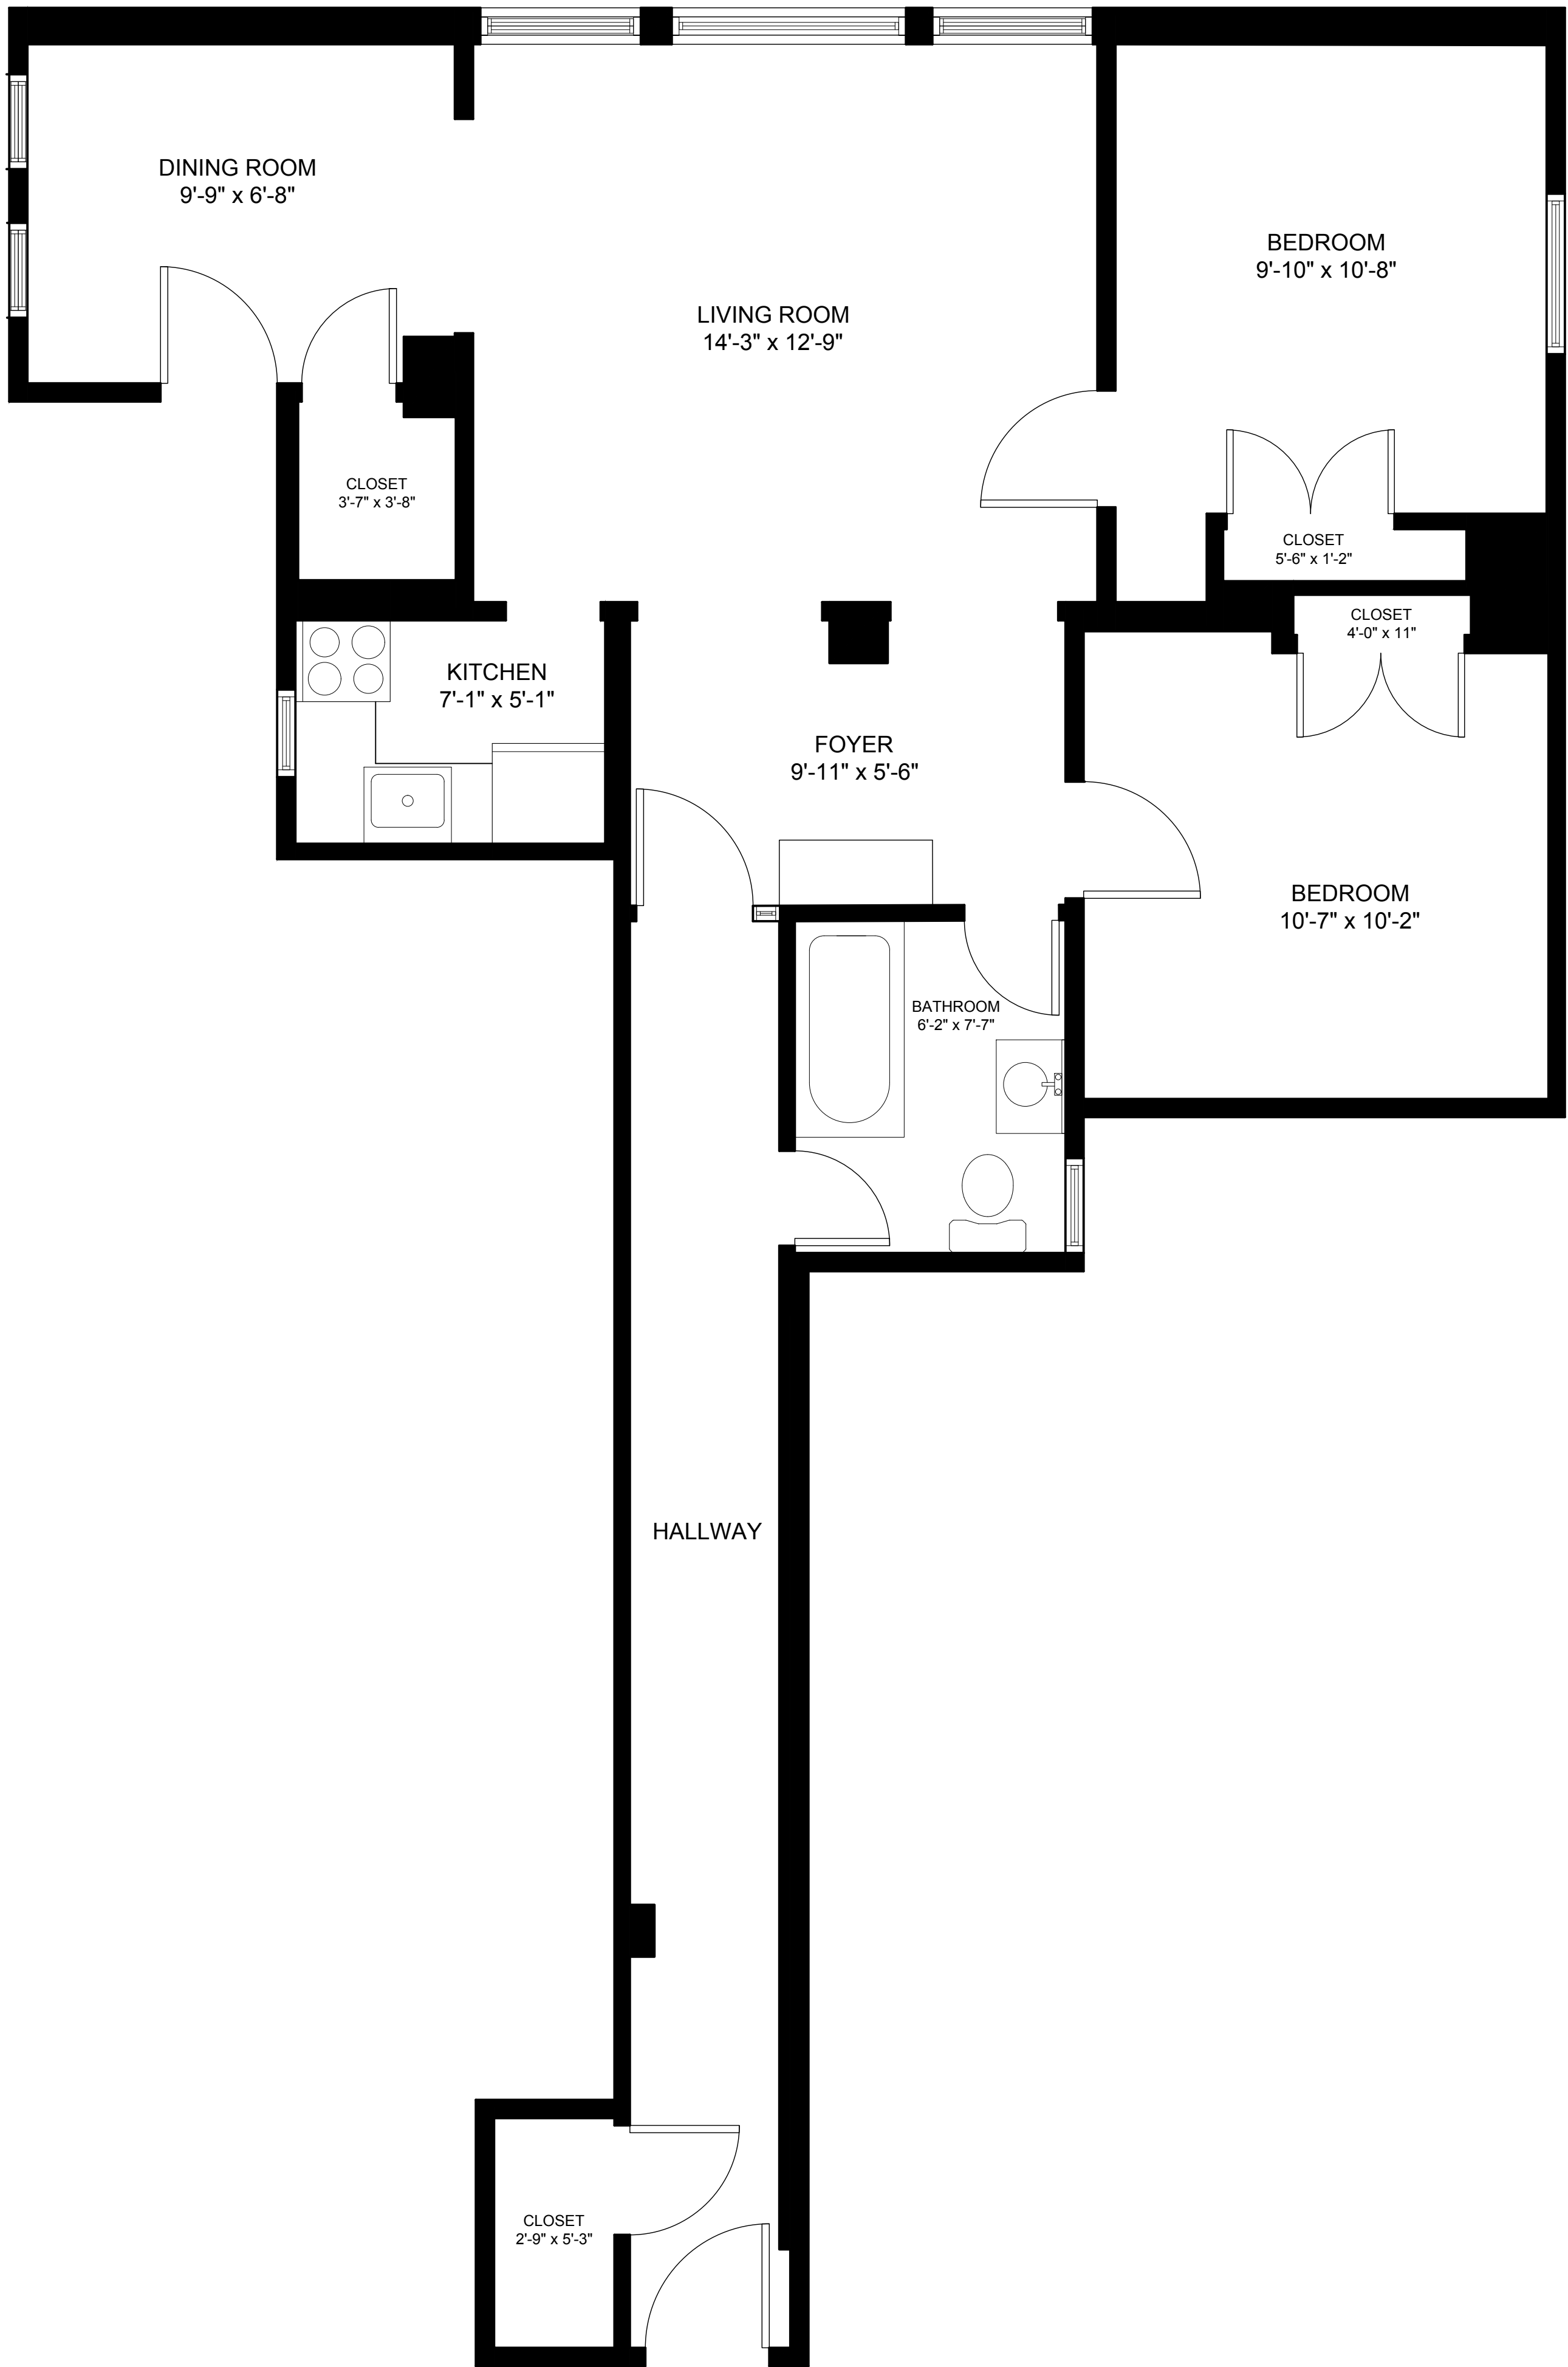 DINING ROOM
9'-9" x 6'-8"
BEDROOM
9'-10" x 10'-8"
LIVING ROOM
14'-3" x 12'-9"
CLOSET
3'-7" x 3'-8"
CLOSET
5'-6" x 1'-2"
CLOSET
4'-0" x 11"
KITCHEN
7'-1" x 5'-1"
FOYER
9'-11" x 5'-6"
BEDROOM
10'-7" x 10'-2"
BATHROOM
6'-2" x 7'-7"
HALLWAY
CLOSET
2'-9" x 5'-3"